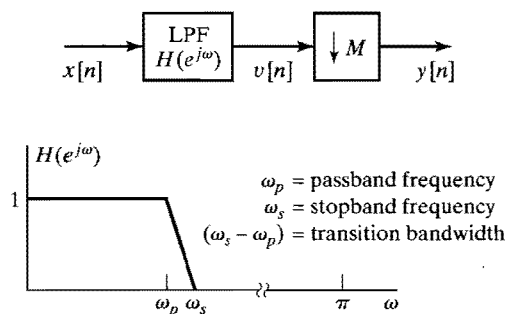 LPF
H(e^{jω})
↓ M
x[n]
v[n]
y[n]
H(e^{jω})
1
ω_p = passband frequency
ω_s = stopband frequency
(ω_s − ω_p) = transition bandwidth
ω_p
ω_s
π
ω